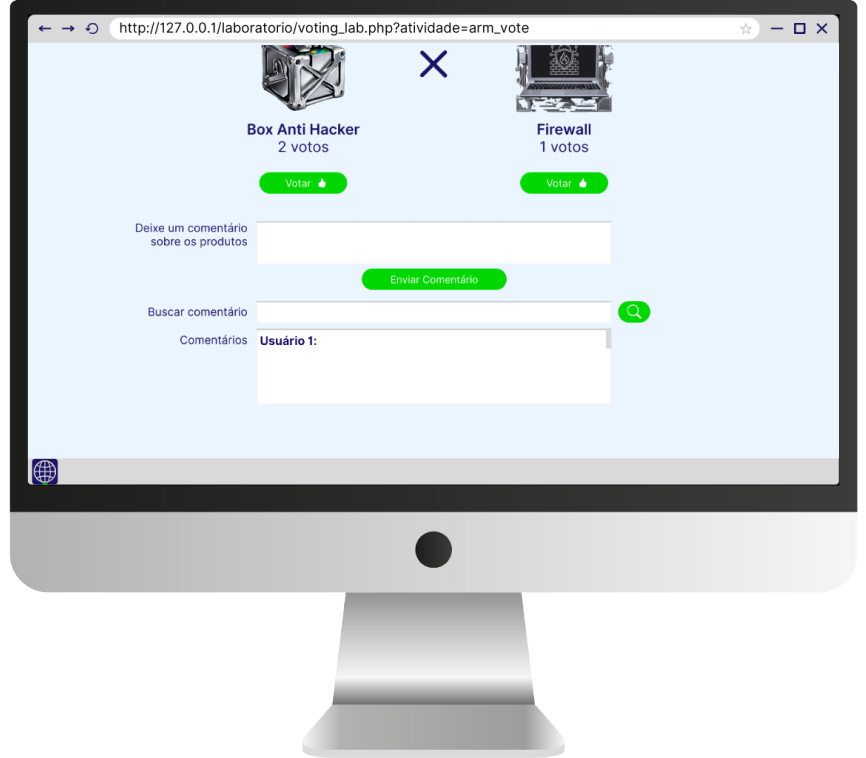 http://127.0.0.1/laboratorio/voting_lab.php?atividade=arm_vote
Box Anti Hacker
2 votos
Firewall
1 votos
Votar
Votar
Deixe um comentário
sobre os produtos
Enviar Comentário
Buscar comentário
Comentários
Usuário 1: